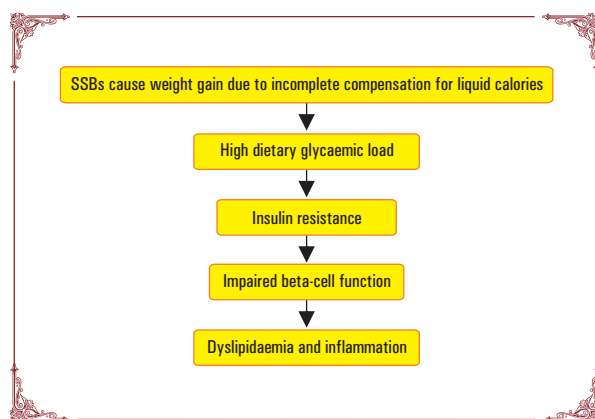 SSBs cause weight gain due to incomplete compensation for liquid calories
High dietary glycaemic load
Insulin resistance
Impaired beta-cell function
Dyslipidaemia and inflammation